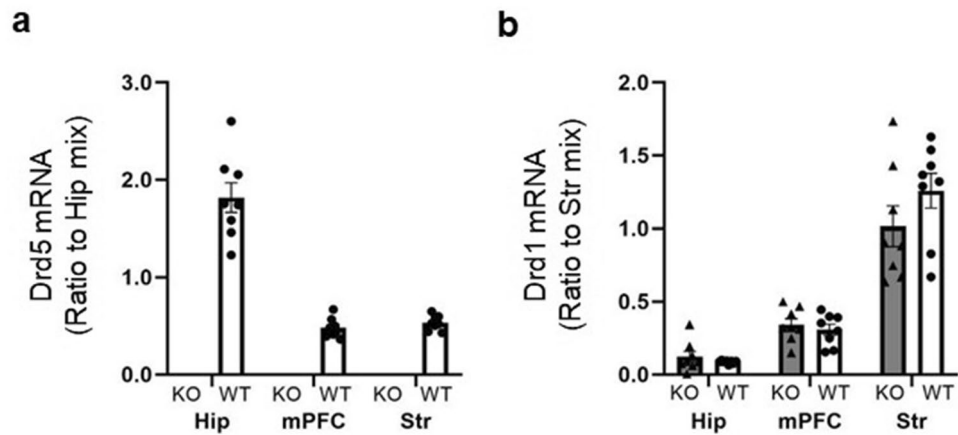 a
Drd5 mRNA
(Ratio to Hip mix)
3.0
2.0
1.0
0.0
KO WT KO WT KO WT
Hip mPFC Str
b
Drd1 mRNA
(Ratio to Str mix)
2.0
1.5
1.0
0.5
0.0
KO WT KO WT KO WT
Hip mPFC Str